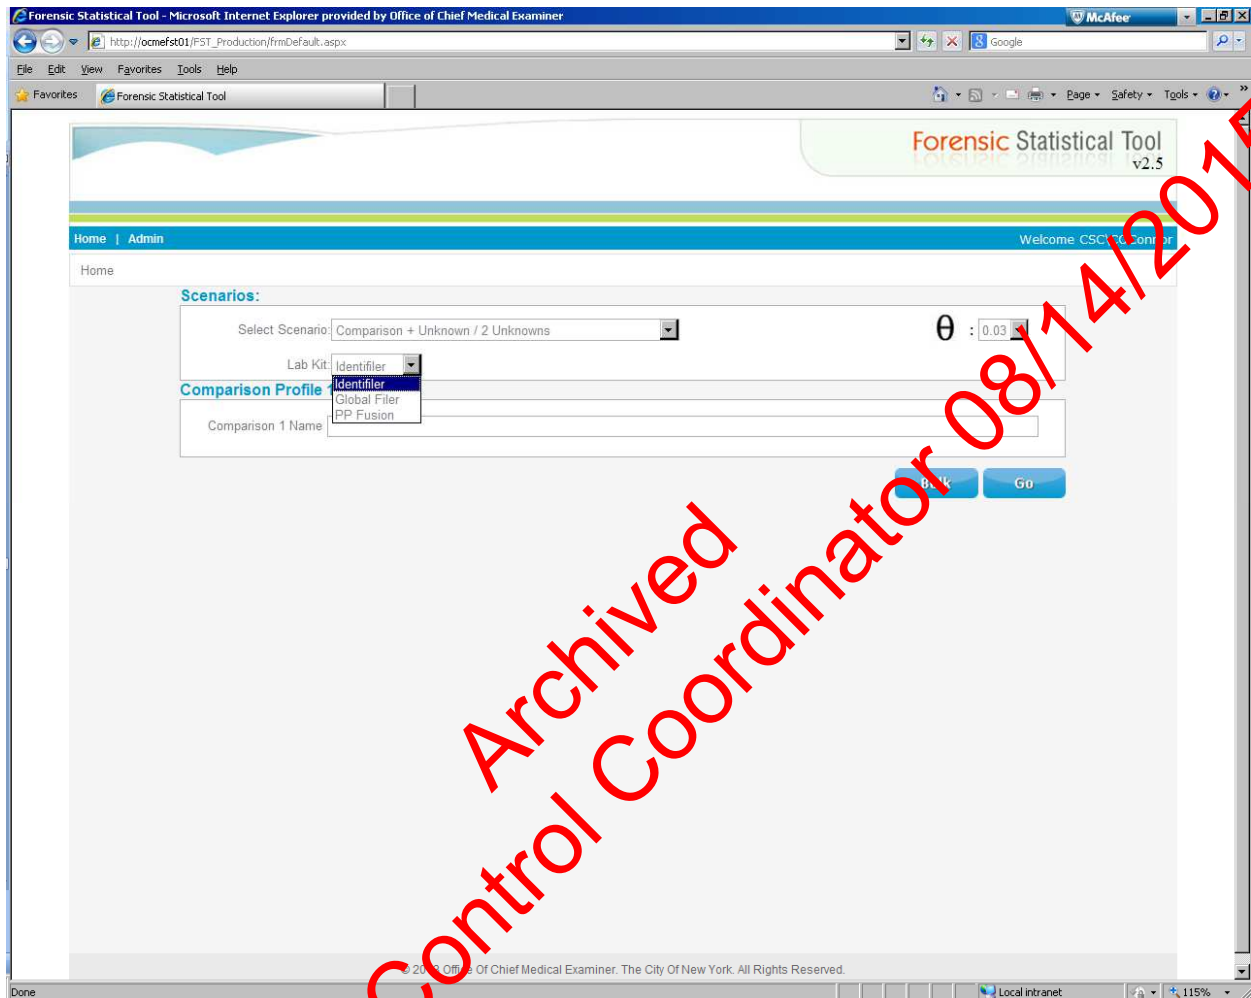 Forensic Statistical Tool - Microsoft Internet Explorer provided by Office of Chief Medical Examiner
McAfee
http://ocmefst01/FST_Production/frmDefault.aspx
Google
File Edit View Favorites Tools Help
Favorites Forensic Statistical Tool
Page Safety Tools
Forensic Statistical Tool
v2.5
Home | Admin
Welcome
Home
Scenarios:
Select Scenario: Comparison + Unknown / 2 Unknowns
θ : 0.03
Lab Kit: Identifiler
Identifiler
Global Filer
PP Fusion
Comparison Profile
Comparison 1 Name
Bulk Go
Archived
Control Coordinator 08/14/2015
Office Of Chief Medical Examiner. The City Of New York. All Rights Reserved.
Done
Local intranet
115%